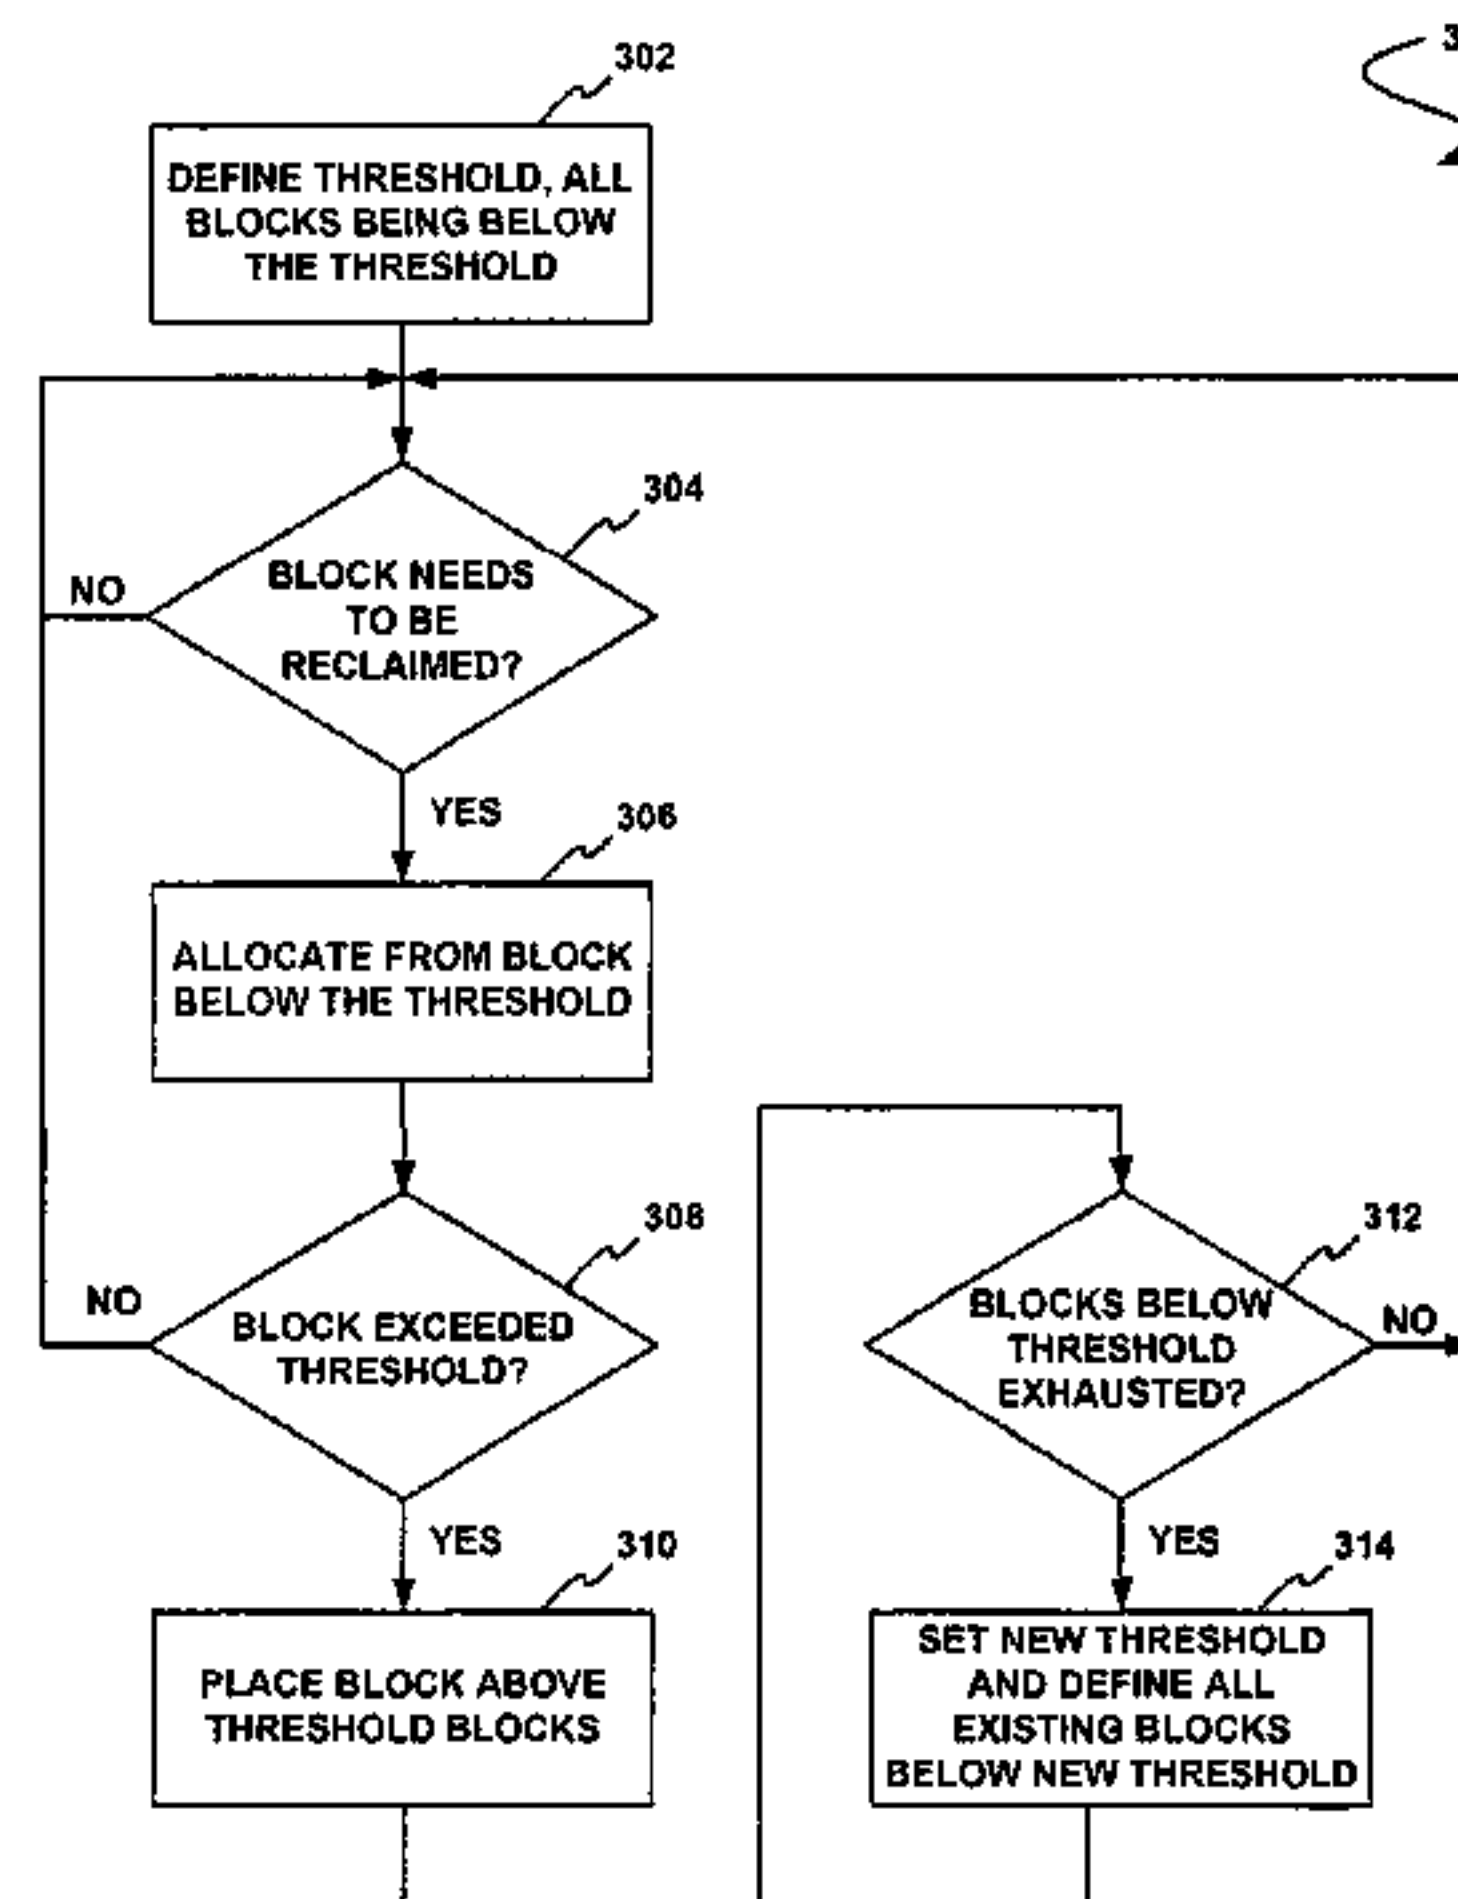 302
DEFINE THRESHOLD, ALL
BLOCKS BEING BELOW
THE THRESHOLD
304
BLOCK NEEDS
TO BE
RECLAIMED?
NO
YES
306
ALLOCATE FROM BLOCK
BELOW THE THRESHOLD
308
BLOCK EXCEEDED
THRESHOLD?
NO
YES
310
PLACE BLOCK ABOVE
THRESHOLD BLOCKS
312
BLOCKS BELOW
THRESHOLD
EXHAUSTED?
NO
YES
314
SET NEW THRESHOLD
AND DEFINE ALL
EXISTING BLOCKS
BELOW NEW THRESHOLD